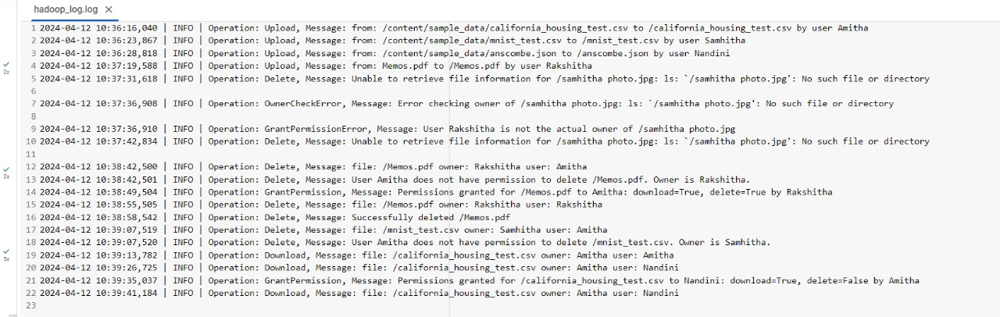 hadoop_log.log ×
1 2024-04-12 10:36:16,040 | INFO | Operation: Upload, Message: from: /content/sample_data/california_housing_test.csv to /california_housing_test.csv by user Amitha
2 2024-04-12 10:36:23,867 | INFO | Operation: Upload, Message: from: /content/sample_data/mnist_test.csv to /mnist_test.csv by user Samhitha
3 2024-04-12 10:36:28,818 | INFO | Operation: Upload, Message: from: /content/sample_data/anscombe.json to /anscombe.json by user Nandini
4 2024-04-12 10:37:19,588 | INFO | Operation: Upload, Message: from: Memos.pdf to /Memos.pdf by user Rakshitha
2s
5 2024-04-12 10:37:31,618 | INFO | Operation: Delete, Message: Unable to retrieve file information for /samhitha photo.jpg: ls: `/samhitha photo.jpg': No such file or directory
6
7 2024-04-12 10:37:36,908 | INFO | Operation: OwnerCheckError, Message: Error checking owner of /samhitha photo.jpg: ls: `/samhitha photo.jpg': No such file or directory
8
9 2024-04-12 10:37:36,910 | INFO | Operation: GrantPermissionError, Message: User Rakshitha is not the actual owner of /samhitha photo.jpg
10 2024-04-12 10:37:42,834 | INFO | Operation: Delete, Message: Unable to retrieve file information for /samhitha photo.jpg: ls: `/samhitha photo.jpg': No such file or directory
11
12 2024-04-12 10:38:42,500 | INFO | Operation: Delete, Message: file: /Memos.pdf owner: Rakshitha user: Amitha
2s
13 2024-04-12 10:38:42,501 | INFO | Operation: Delete, Message: User Amitha does not have permission to delete /Memos.pdf. Owner is Rakshitha.
14 2024-04-12 10:38:49,504 | INFO | Operation: GrantPermission, Message: Permissions granted for /Memos.pdf to Amitha: download=True, delete=True by Rakshitha
15 2024-04-12 10:38:55,505 | INFO | Operation: Delete, Message: file: /Memos.pdf owner: Rakshitha user: Rakshitha
16 2024-04-12 10:38:58,542 | INFO | Operation: Delete, Message: Successfully deleted /Memos.pdf
17 2024-04-12 10:39:07,519 | INFO | Operation: Delete, Message: file: /mnist_test.csv owner: Samhitha user: Amitha
18 2024-04-12 10:39:07,520 | INFO | Operation: Delete, Message: User Amitha does not have permission to delete /mnist_test.csv. Owner is Samhitha.
19 2024-04-12 10:39:13,782 | INFO | Operation: Download, Message: file: /california_housing_test.csv owner: Amitha user: Amitha
5s
20 2024-04-12 10:39:26,725 | INFO | Operation: Download, Message: file: /california_housing_test.csv owner: Amitha user: Nandini
21 2024-04-12 10:39:35,037 | INFO | Operation: GrantPermission, Message: Permissions granted for /california_housing_test.csv to Nandini: download=True, delete=False by Amitha
22 2024-04-12 10:39:41,184 | INFO | Operation: Download, Message: file: /california_housing_test.csv owner: Amitha user: Nandini
23